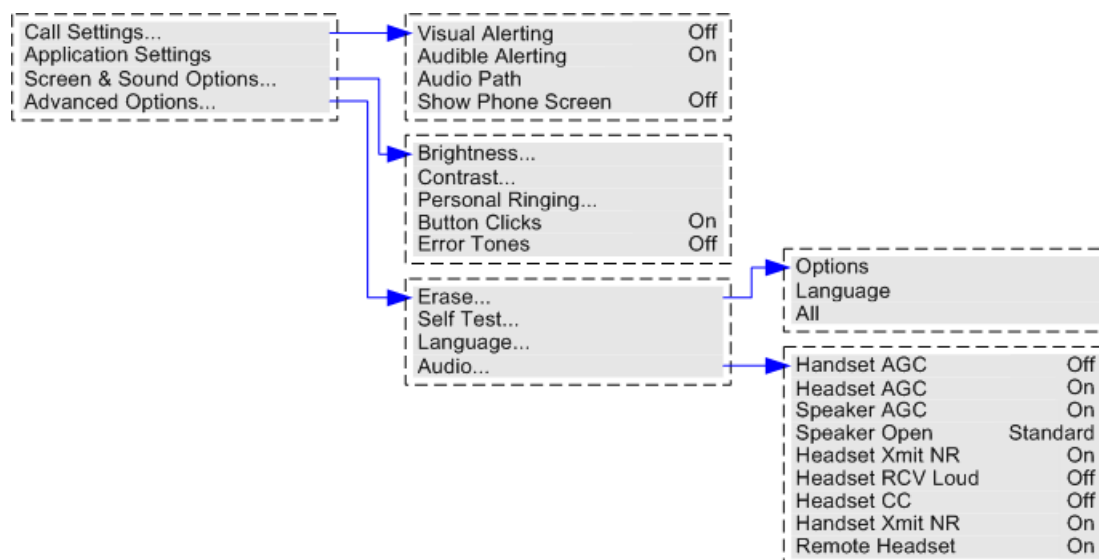 Call Settings...
Application Settings
Screen & Sound Options...
Advanced Options...
Visual Alerting Off
Audible Alerting On
Audio Path
Show Phone Screen Off
Brightness...
Contrast...
Personal Ringing...
Button Clicks On
Error Tones Off
Erase...
Self Test...
Language...
Audio...
Options
Language
All
Handset AGC Off
Headset AGC On
Speaker AGC On
Speaker Open Standard
Headset Xmit NR On
Headset RCV Loud Off
Headset CC Off
Handset Xmit NR On
Remote Headset On